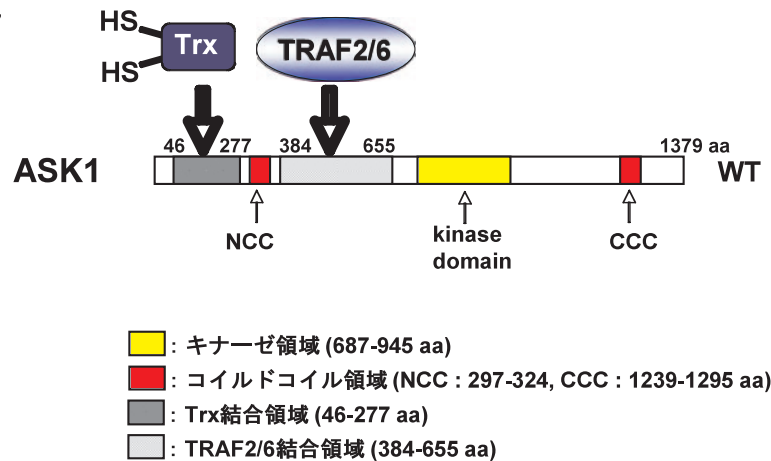 HS
Trx
HS
TRAF2/6
46 277 384 655 1379 aa
ASK1 WT
NCC kinase domain CCC
: キナーゼ領域 (687-945 aa)
: コイルドコイル領域 (NCC : 297-324, CCC : 1239-1295 aa)
: Trx結合領域 (46-277 aa)
: TRAF2/6結合領域 (384-655 aa)